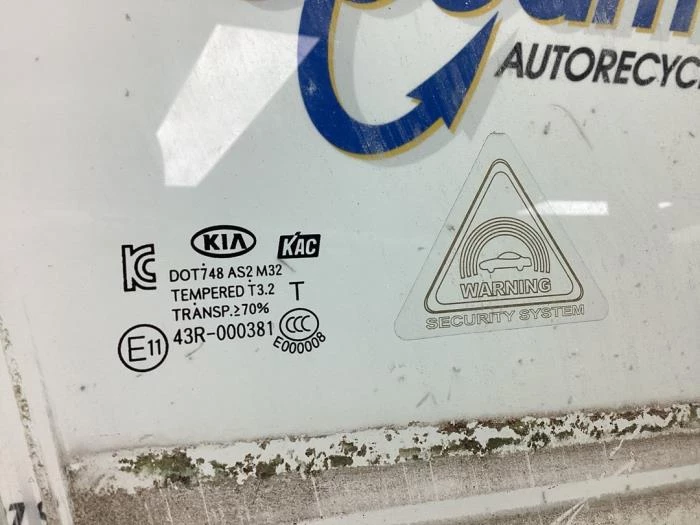 AUTORECYC
KIA KAC
KC
DOT748 AS2 M32
TEMPERED T3.2 T
TRANSP.≥70%
E11 43R-000381 CCC
E000008
WARNING
SECURITY SYSTEM